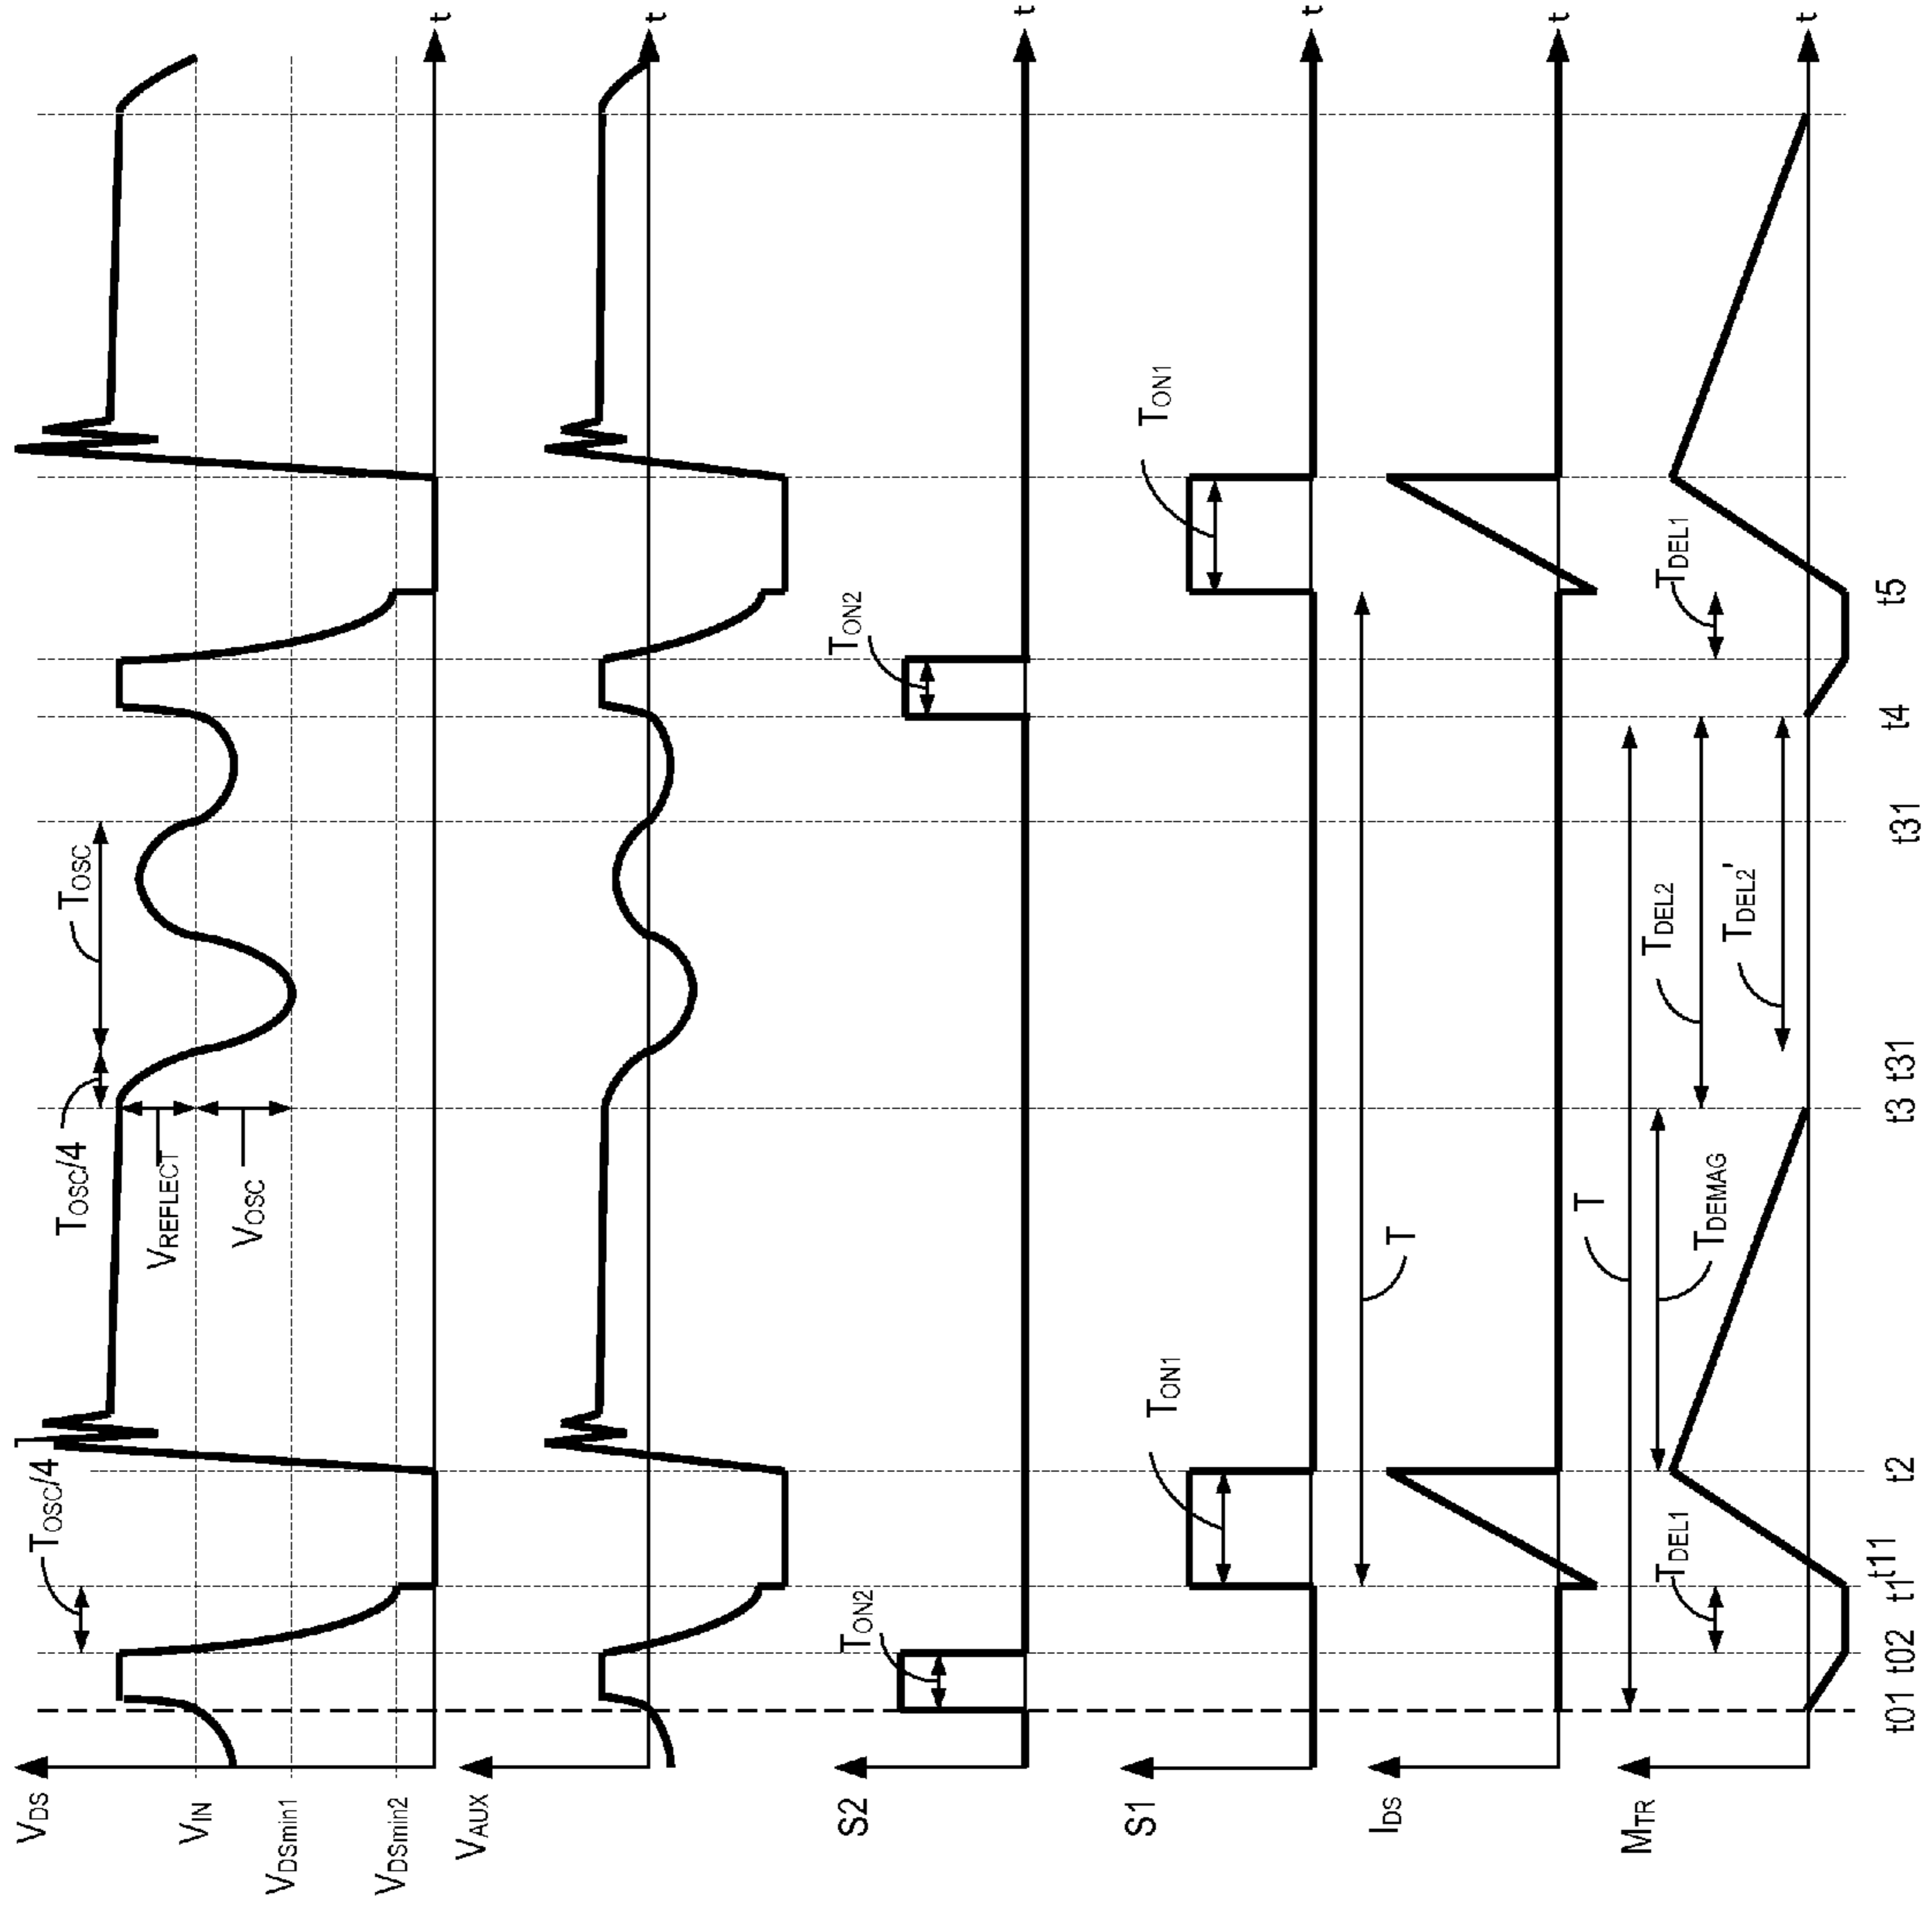 VDS
VIN
VDSmin1
VDSmin2
t
TOSC/4
TOSC/4
TOSC
VREFLECT
VOSC
VAUX
t
S2
TON2
TON2
t
S1
TON1
TON1
t
T
IDS
t
T
MTR
TDEL1
TDEMAG
TDEL2
TDEL2'
TDEL1
t
t01
t02
t1
t11
t2
t3
t31
t31
t4
t5